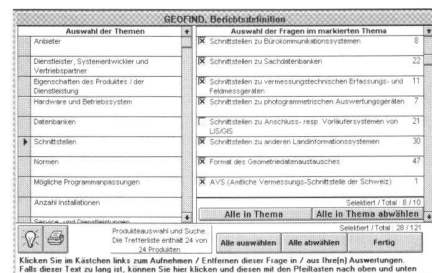 GEOFIND, Berichtsdefinition
Auswahl der Themen
Anbieter
Dienstleister, Systementwickler und
Vertriebspartner
Eigenschaften des Produktes / der
Dienstleistung
Hardware und Betriebssystem
Datenbanken
Schnittstellen
Normen
Mögliche Programmanpassungen
Anzahl Installationen
Service und Dienstleistungen
Auswahl der Fragen im markierten Thema
Schnittstellen zu Bürokommunikationssystemen 8
Schnittstellen zu Sachdatenbanken 22
Schnittstellen zu vermessungstechnischen Erfassungs- und 11
Feldmessgeräten
Schnittstellen zu photogrammetrischen Auswertungsgeräten 7
Schnittstellen zu Anschluss- resp. Vorläufersystemen von 21
LIS/GIS
Schnittstellen zu anderen Landinformationssystemen 30
Format des Geometriedatenaustausches 47
AVS (Amtliche Vermessungs-Schnittstelle der Schweiz) 1
Selektiert / Total : 8 / 10
Alle in Thema
Alle in Thema abwählen
Produkteauswahl und Suche.
Die Trefferliste enthält 24 von
24 Produkten.
Selektiert / Total : 28 / 121
Alle auswählen
Alle abwählen
Fertig
Klicken Sie im Kästchen links zum Aufnehmen / Entfernen dieser Frage in / aus Ihre[n] Auswertungen.
Falls dieser Text zu lang ist, können Sie hier klicken und diesen mit den Pfeiltasten nach oben und unten